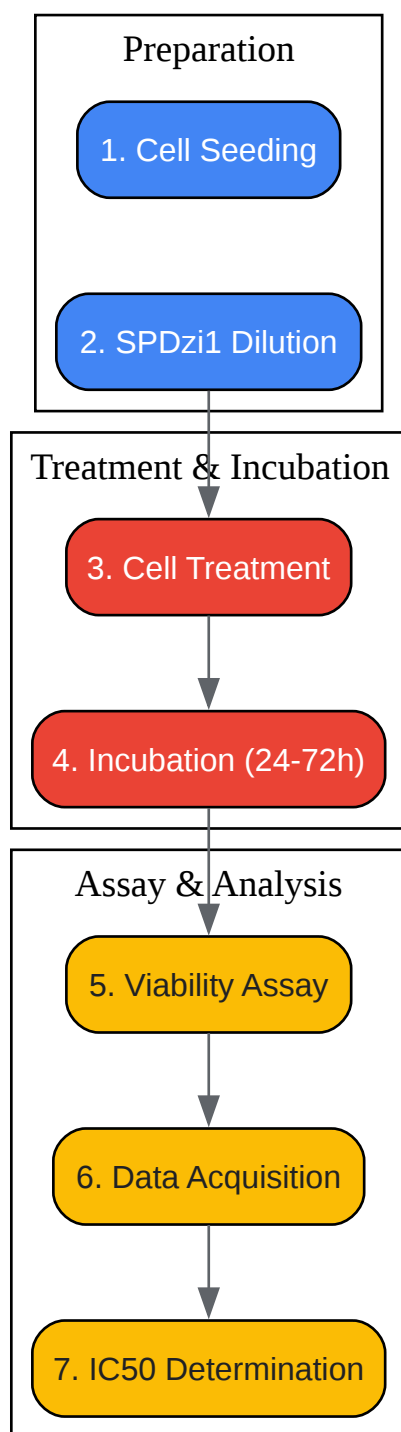 Preparation
1. Cell Seeding
2. SPDzi1 Dilution
Treatment & Incubation
3. Cell Treatment
4. Incubation (24-72h)
Assay & Analysis
5. Viability Assay
6. Data Acquisition
7. IC50 Determination